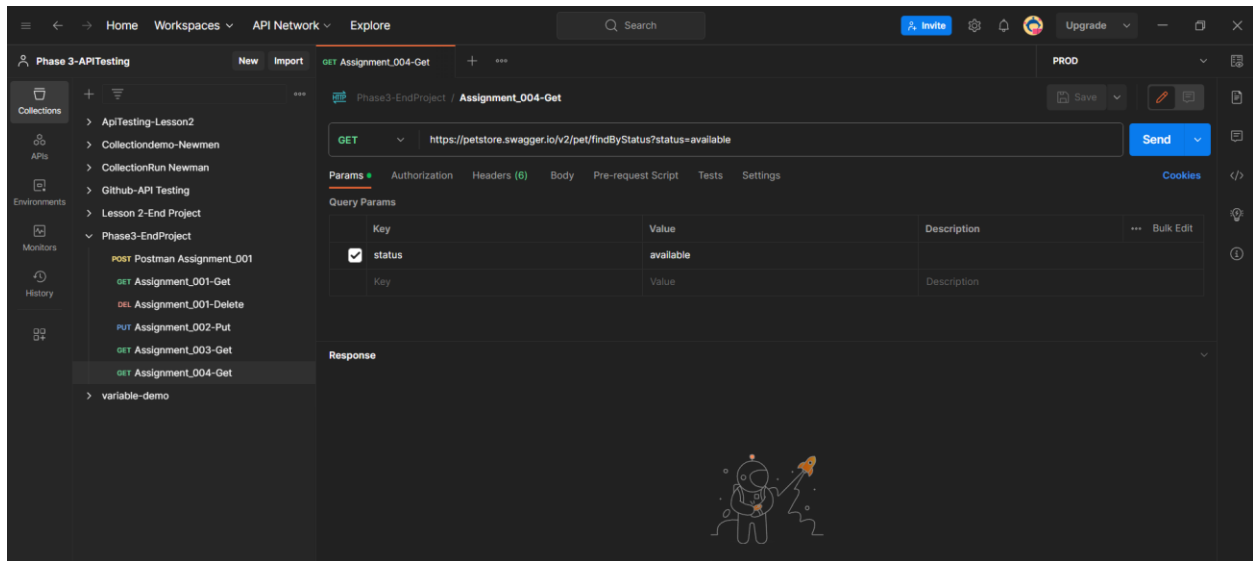 Home Workspaces API Network Explore Search Invite Upgrade
Phase 3-APITesting New Import GET Assignment_004-Get PROD
Collections
APIs
Environments
Monitors
History
ApiTesting-Lesson2
Collectiondemo-Newmen
CollectionRun Newman
Github-API Testing
Lesson 2-End Project
Phase3-EndProject
POST Postman Assignment_001
GET Assignment_001-Get
DEL Assignment_001-Delete
PUT Assignment_002-Put
GET Assignment_003-Get
GET Assignment_004-Get
variable-demo
HTTP Phase3-EndProject / Assignment_004-Get Save
GET https://petstore.swagger.io/v2/pet/findByStatus?status=available Send
Params Authorization Headers (6) Body Pre-request Script Tests Settings Cookies
Query Params
Key Value Description Bulk Edit
status available
Key Value Description
Response